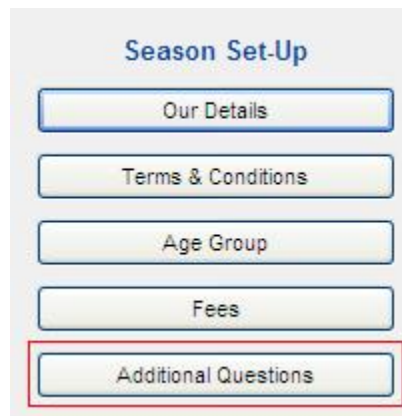 Season Set-Up
Our Details
Terms & Conditions
Age Group
Fees
Additional Questions